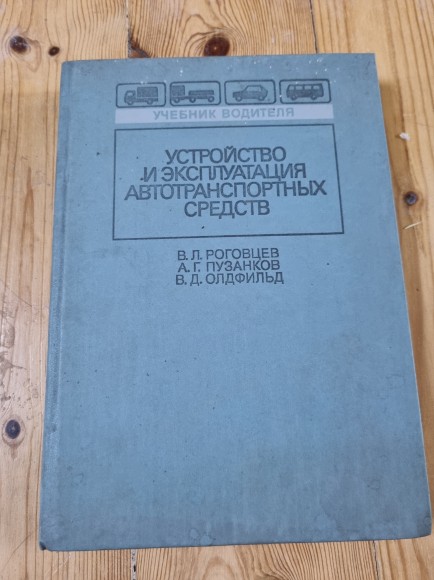 УЧЕБНИК ВОДИТЕЛЯ
УСТРОЙСТВО
И ЭКСПЛУАТАЦИЯ
АВТОТРАНСПОРТНЫХ
СРЕДСТВ
В. Л. РОГОВЦЕВ
А. Г. ПУЗАНКОВ
В. Д. ОЛДФИЛЬД